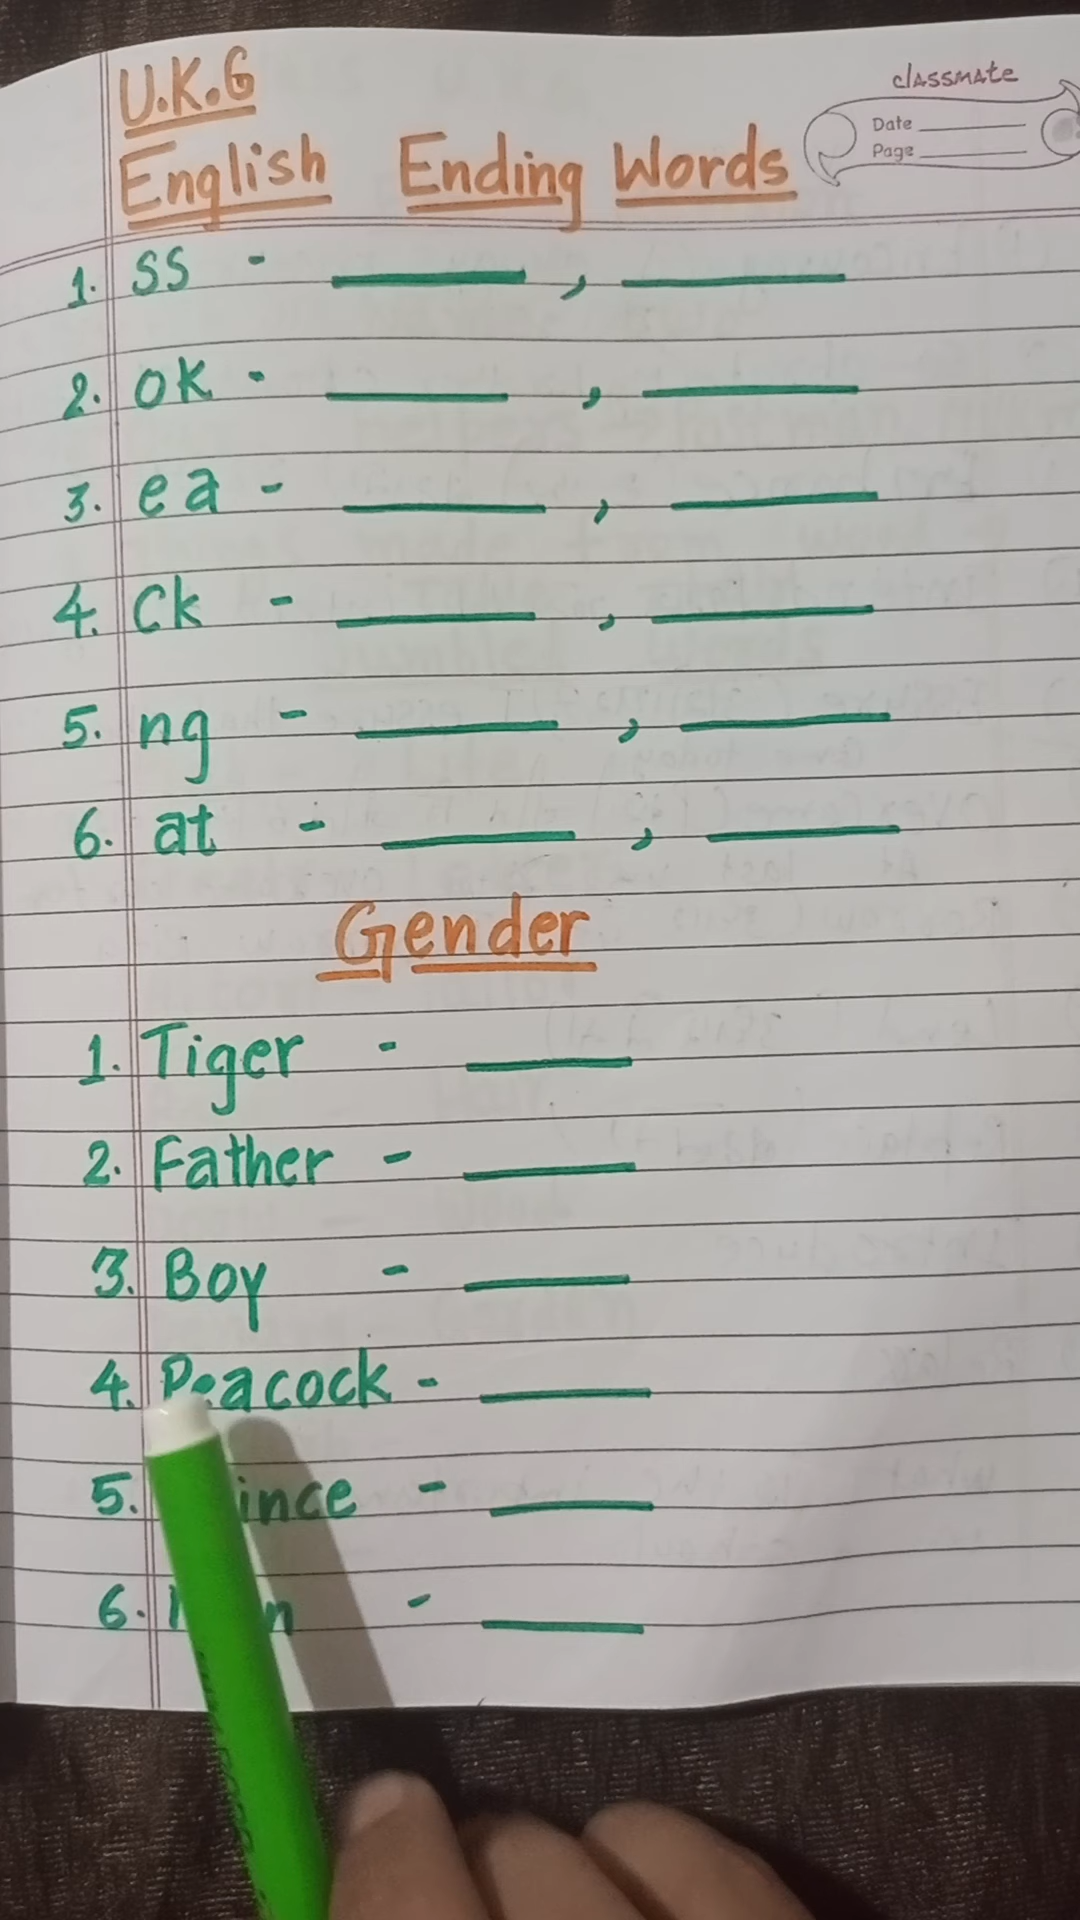 U.K.G
classmate
Date
Page
English Ending Words
1. ss - ,
2. ok - ,
3. ea - ,
4. Ck - ,
5. ng - ,
6. at - ,
Gender
1. Tiger -
2. Father -
3. Boy -
4. Peacock -
5. -
6. -